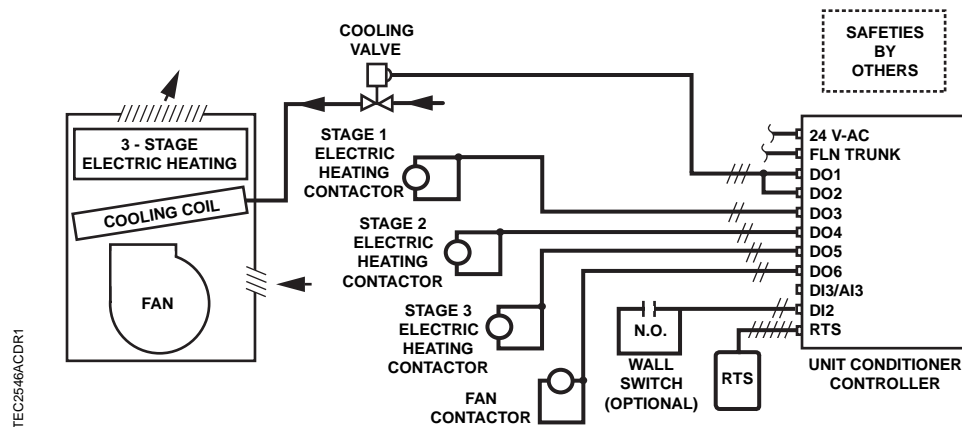 SAFETIES
BY
OTHERS
COOLING
VALVE
3 - STAGE
ELECTRIC HEATING
COOLING COIL
FAN
STAGE 1
ELECTRIC
HEATING
CONTACTOR
STAGE 2
ELECTRIC
HEATING
CONTACTOR
STAGE 3
ELECTRIC
HEATING
CONTACTOR
FAN
CONTACTOR
N.O.
WALL
SWITCH
(OPTIONAL)
RTS
24 V-AC
FLN TRUNK
DO1
DO2
DO3
DO4
DO5
DO6
DI3/AI3
DI2
RTS
UNIT CONDITIONER
CONTROLLER
TEC2546ACDR1